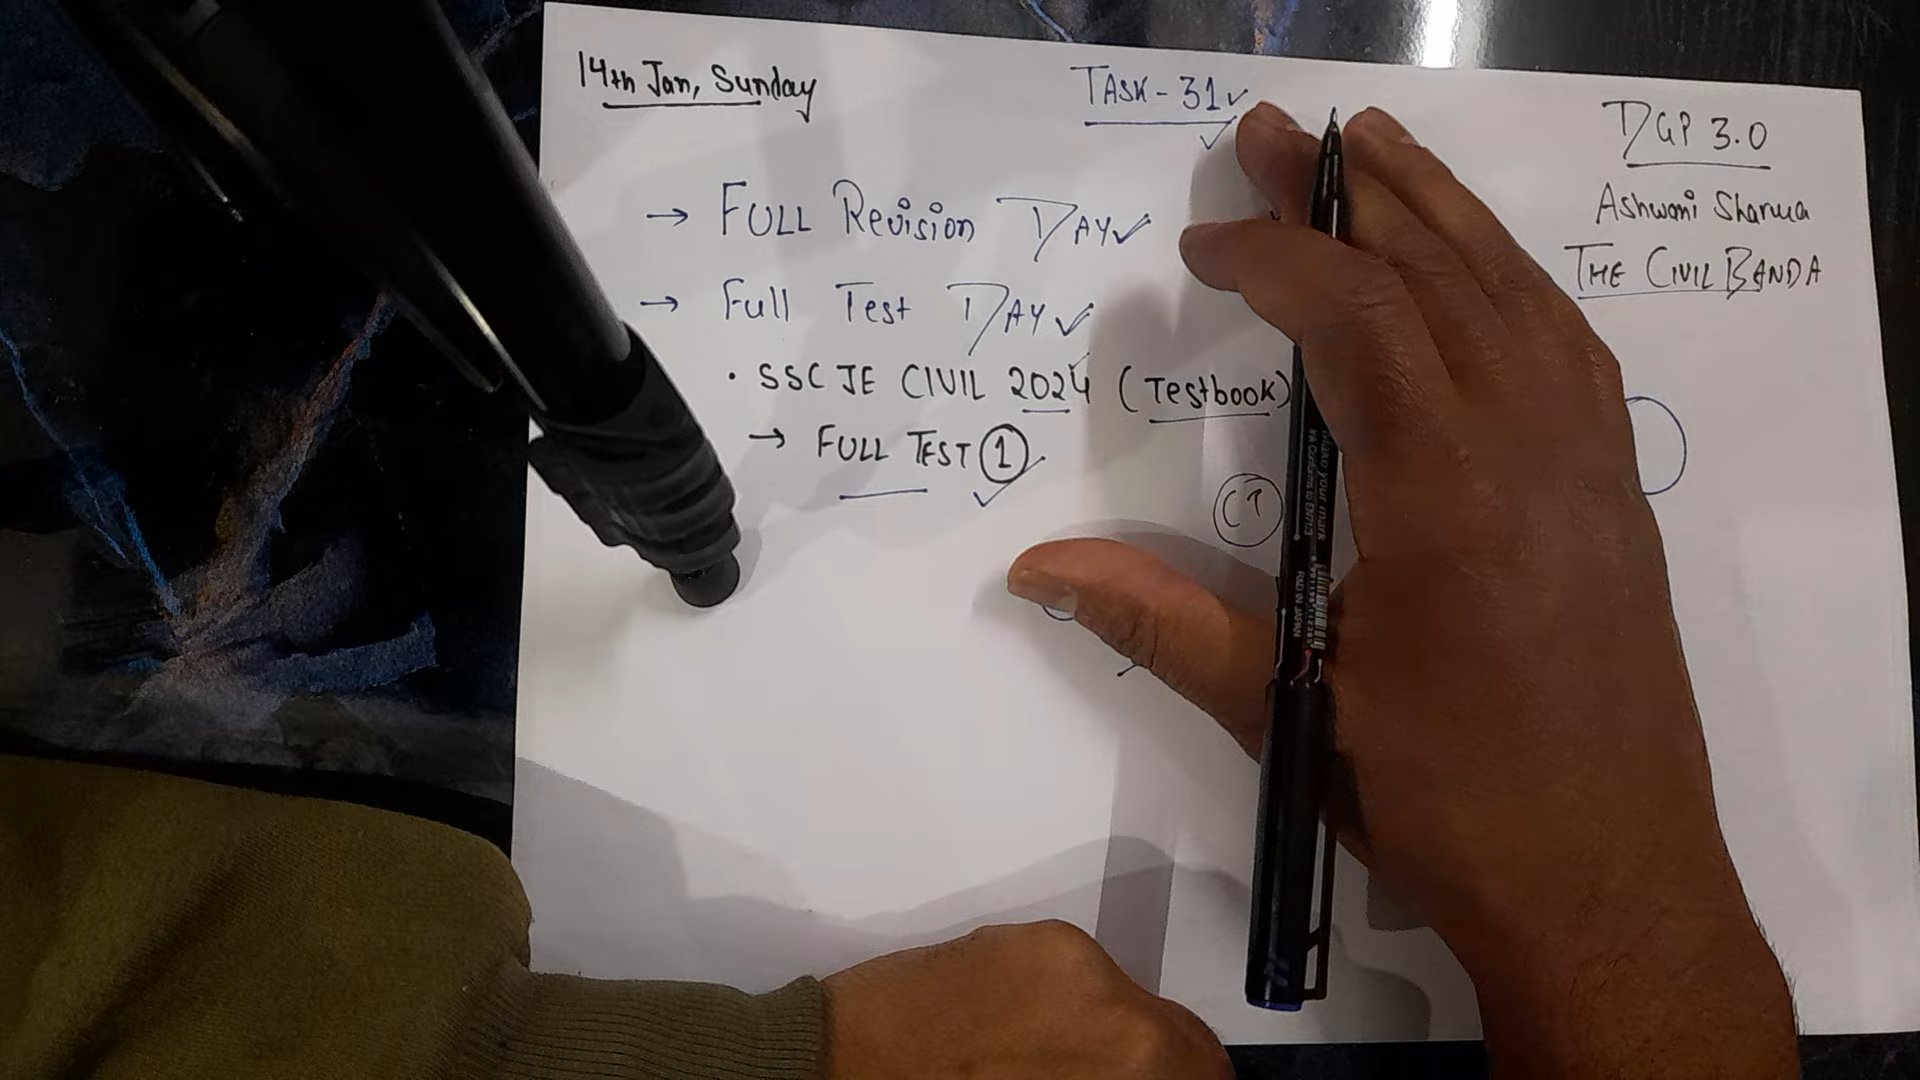 14th Jan, Sunday
TASK - 31 ✓
DGP 3.0
Ashwani Sharma
THE CIVIL BANDA
→ FULL Revision DAY ✓
→ Full Test DAY ✓
• SSC JE CIVIL 2024 (Testbook)
→ FULL TEST 1